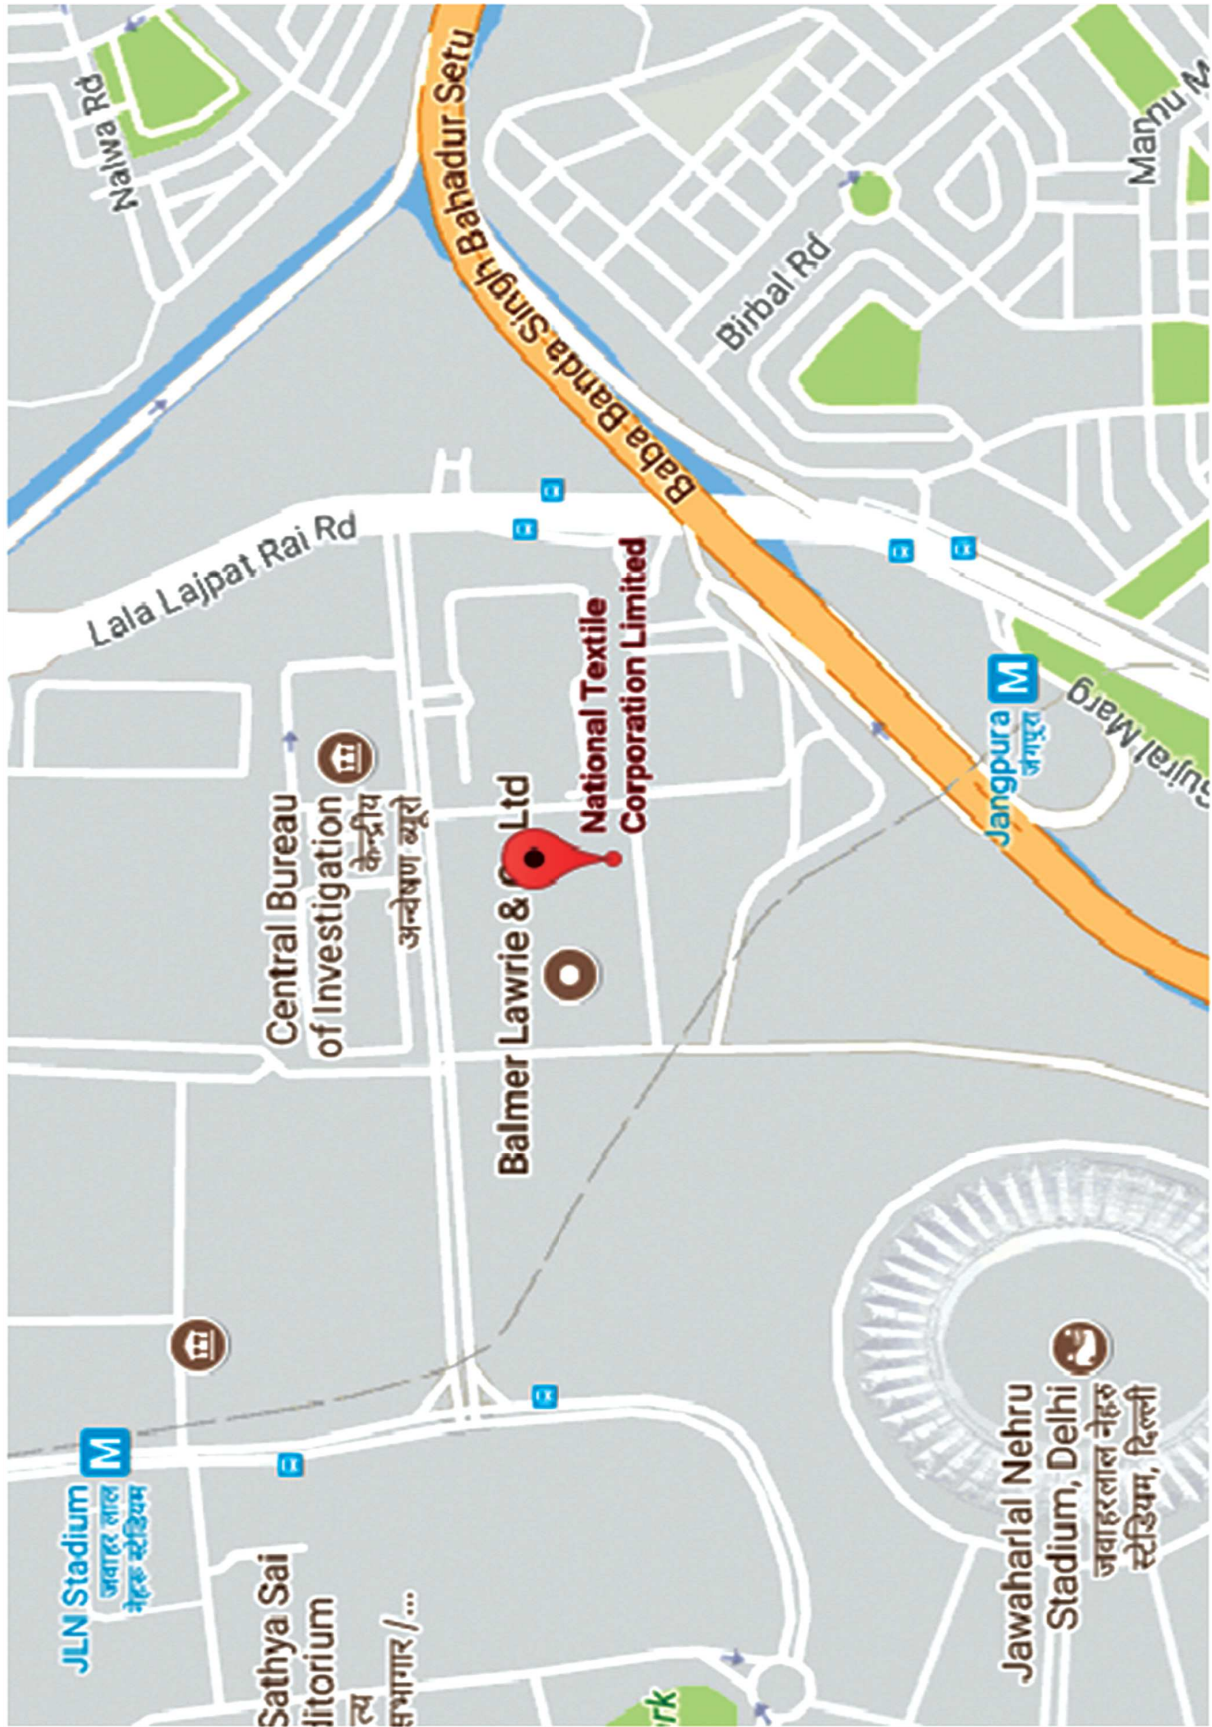 JLN Stadium
जवाहर लाल
नेहरू स्टेडियम
Sathya Sai
ditorium
त्य
सभागार /...
Central Bureau
of Investigation
केन्द्रीय
अन्वेषण ब्यूरो
Lala Lajpat Rai Rd
Nalwa Rd
Balmer Lawrie & C Ltd
National Textile
Corporation Limited
Baba Banda Singh Bahadur Setu
Birbal Rd
Mannu M
Jangpura
जंगपुरा
Gujral Marg
Jawaharlal Nehru
Stadium, Delhi
जवाहरलाल नेहरु
स्टेडियम, दिल्ली
rk
M
M